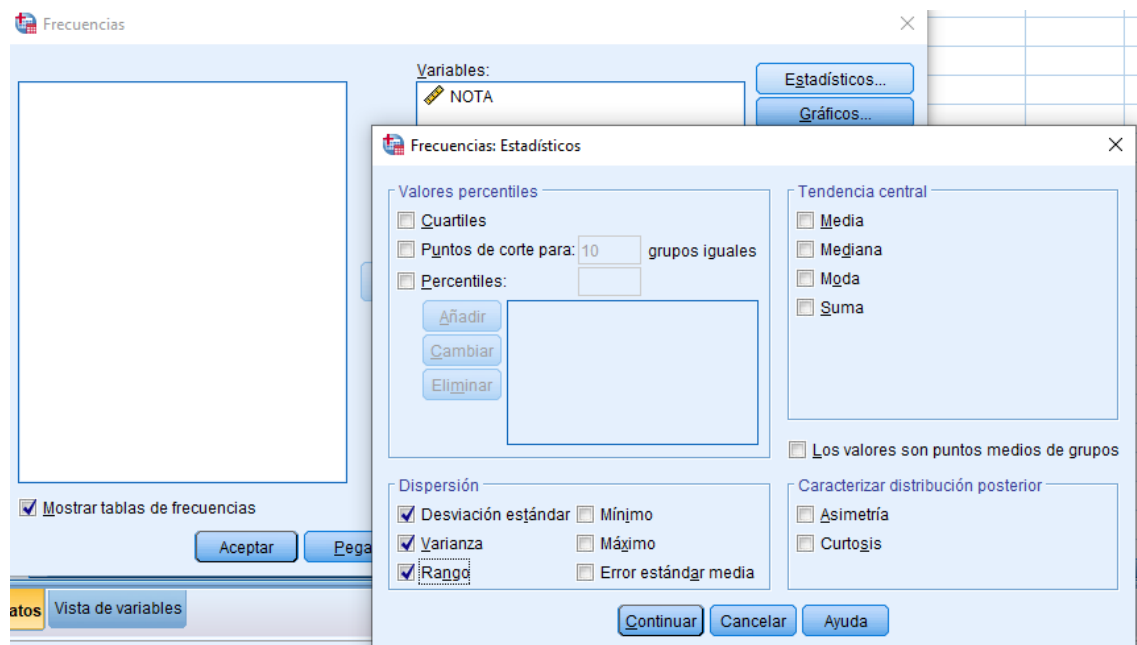 Frecuencias
Variables:
NOTA
Estadísticos...
Gráficos...
Mostrar tablas de frecuencias
Aceptar
Pega
atos
Vista de variables
Frecuencias: Estadísticos
Valores percentiles
Cuartiles
Puntos de corte para: 10 grupos iguales
Percentiles:
Añadir
Cambiar
Eliminar
Tendencia central
Media
Mediana
Moda
Suma
Los valores son puntos medios de grupos
Dispersión
Desviación estándar Mínimo
Varianza Máximo
Rango Error estándar media
Caracterizar distribución posterior
Asimetría
Curtosis
Continuar Cancelar Ayuda